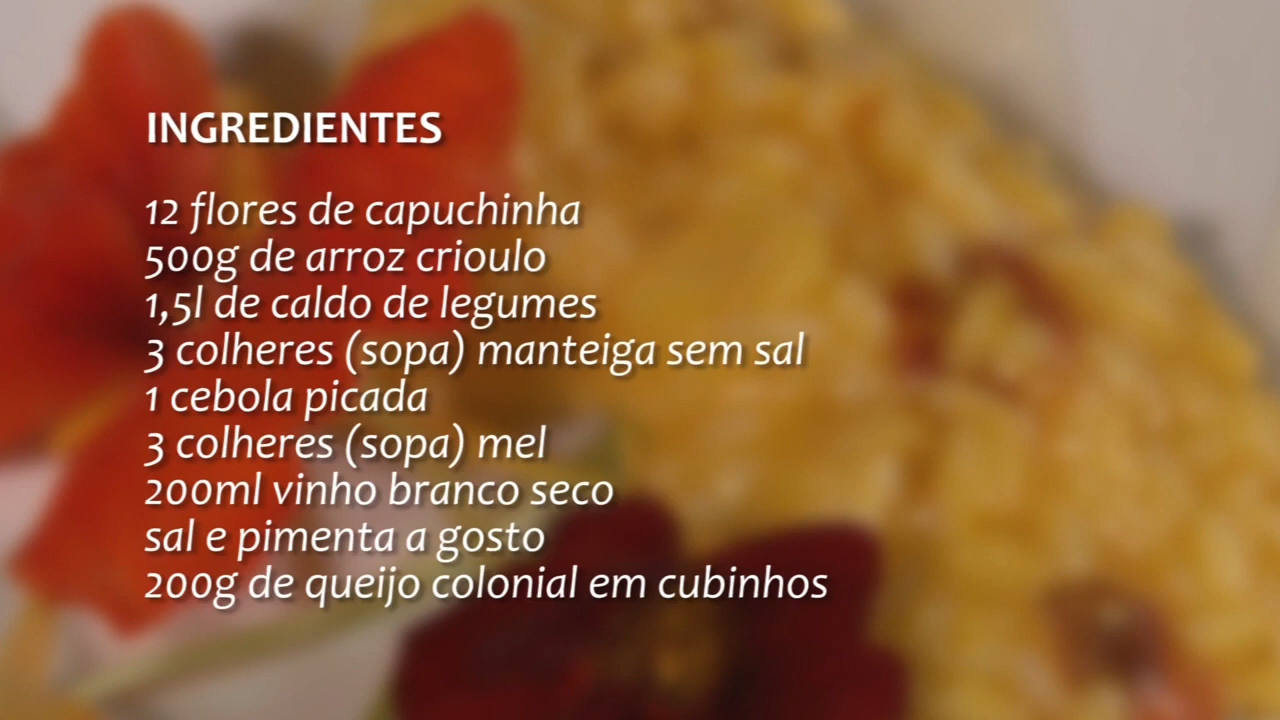 INGREDIENTES
12 flores de capuchinha
500g de arroz crioulo
1,5l de caldo de legumes
3 colheres (sopa) manteiga sem sal
1 cebola picada
3 colheres (sopa) mel
200ml vinho branco seco
sal e pimenta a gosto
200g de queijo colonial em cubinhos